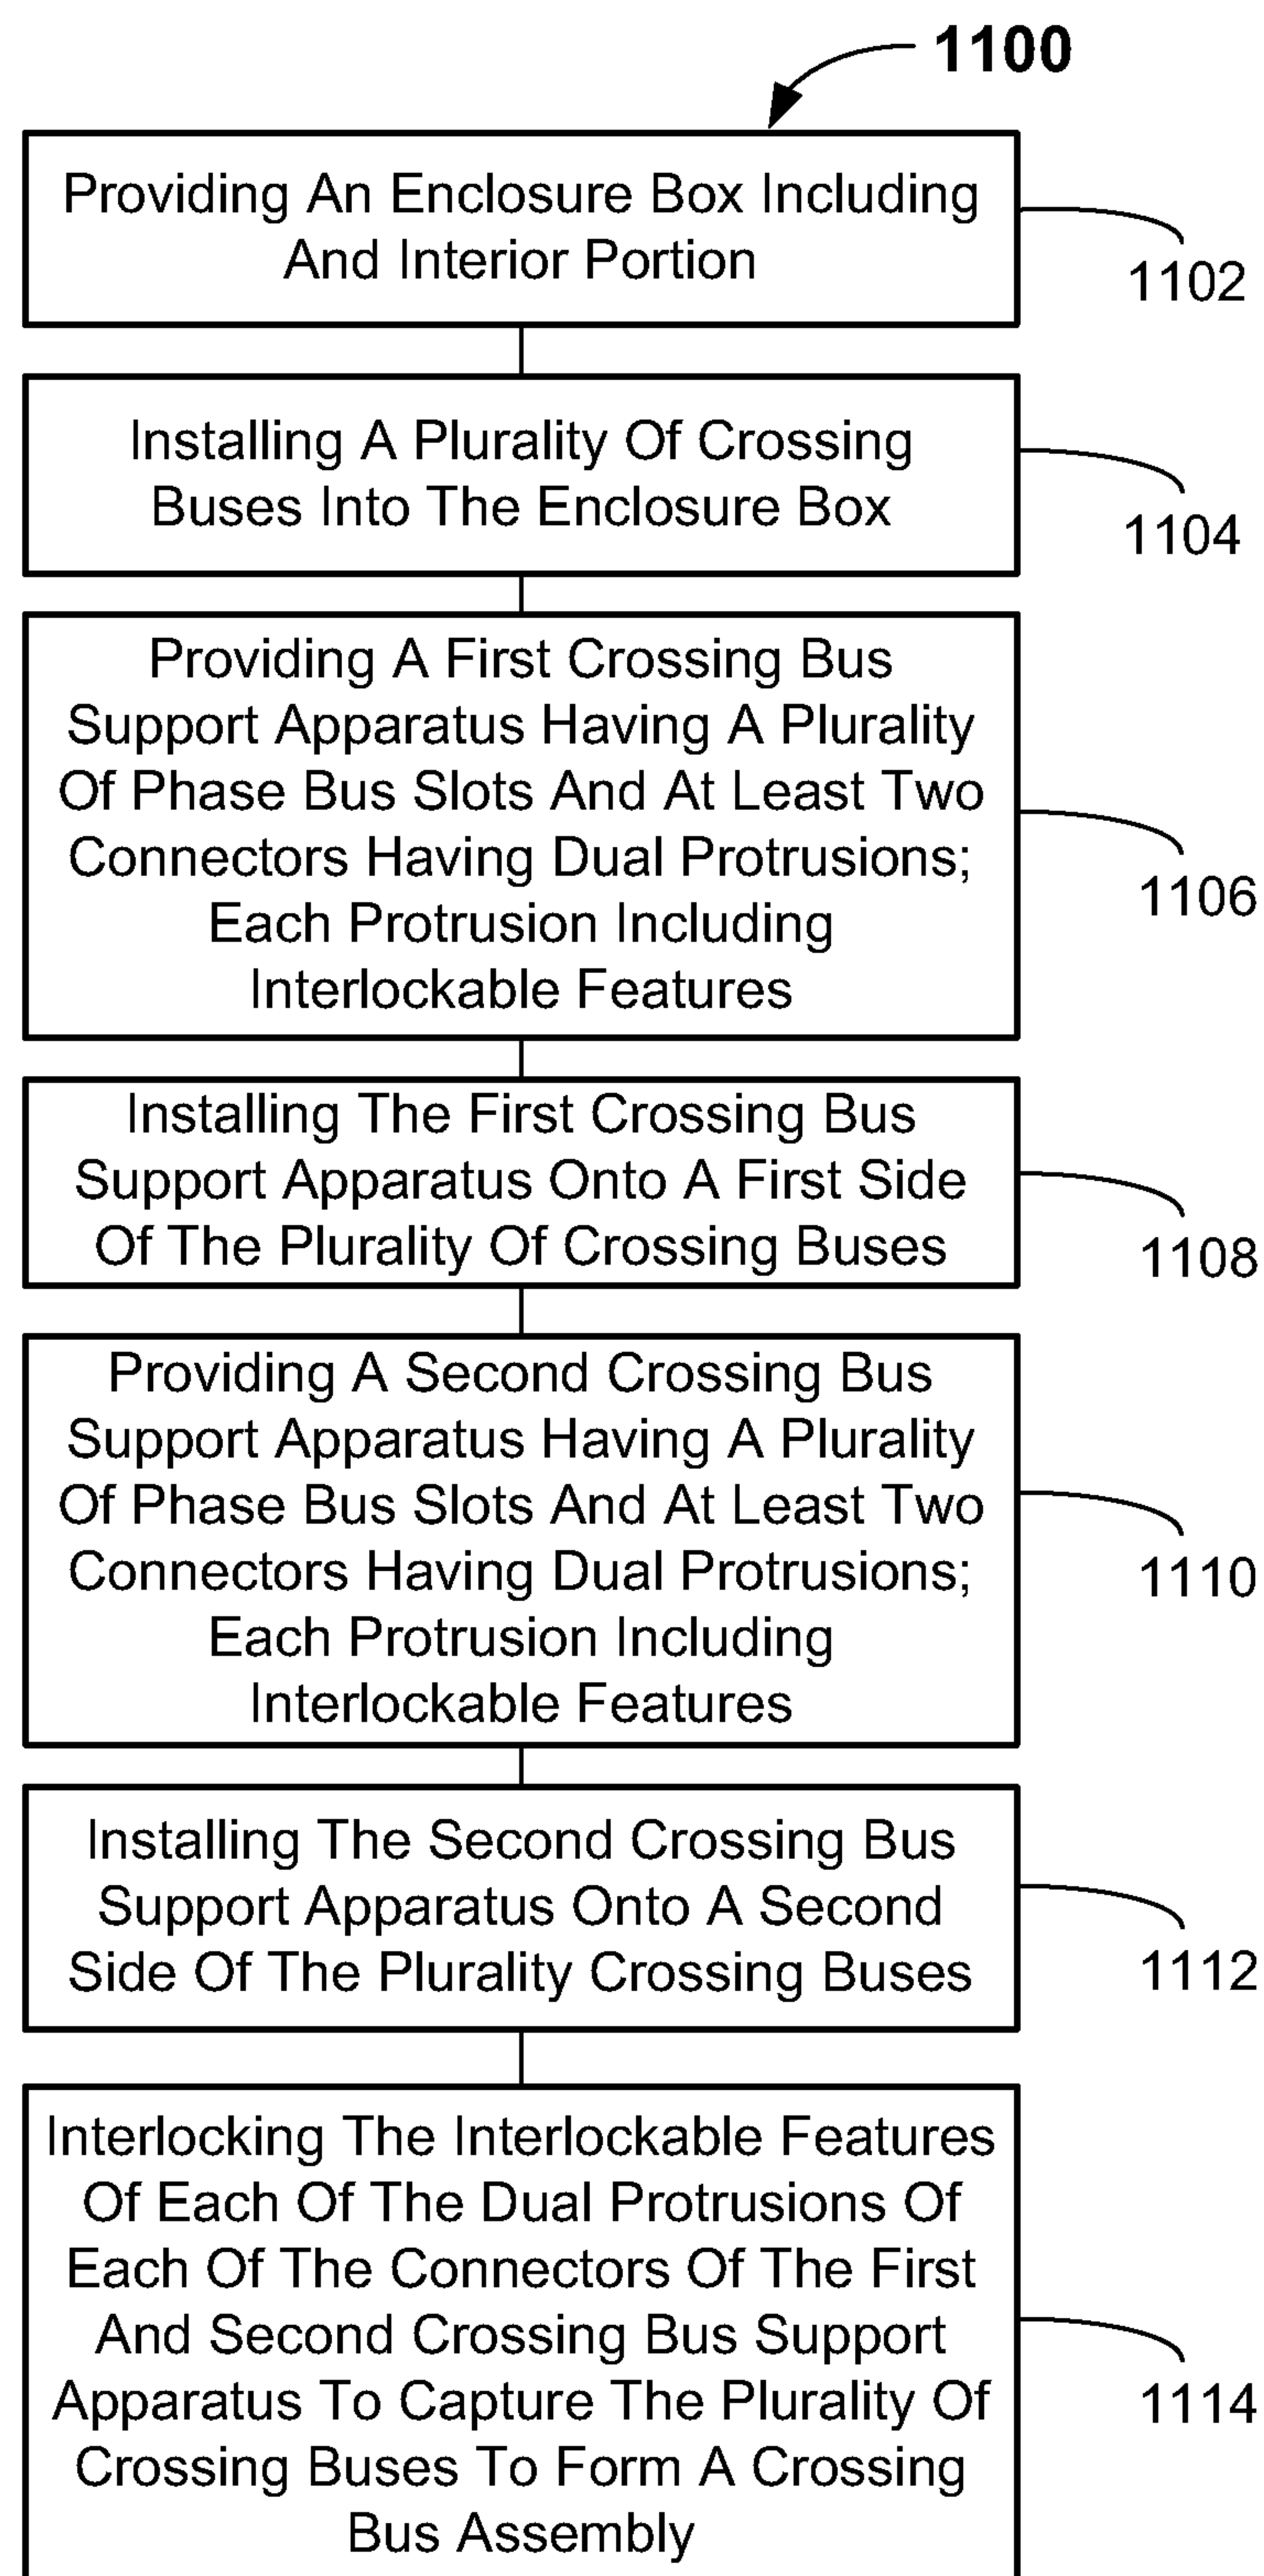 1100
Providing An Enclosure Box Including
And Interior Portion
1102
Installing A Plurality Of Crossing
Buses Into The Enclosure Box
1104
Providing A First Crossing Bus
Support Apparatus Having A Plurality
Of Phase Bus Slots And At Least Two
Connectors Having Dual Protrusions;
Each Protrusion Including
Interlockable Features
1106
Installing The First Crossing Bus
Support Apparatus Onto A First Side
Of The Plurality Of Crossing Buses
1108
Providing A Second Crossing Bus
Support Apparatus Having A Plurality
Of Phase Bus Slots And At Least Two
Connectors Having Dual Protrusions;
Each Protrusion Including
Interlockable Features
1110
Installing The Second Crossing Bus
Support Apparatus Onto A Second
Side Of The Plurality Crossing Buses
1112
Interlocking The Interlockable Features
Of Each Of The Dual Protrusions Of
Each Of The Connectors Of The First
And Second Crossing Bus Support
Apparatus To Capture The Plurality Of
Crossing Buses To Form A Crossing
Bus Assembly
1114